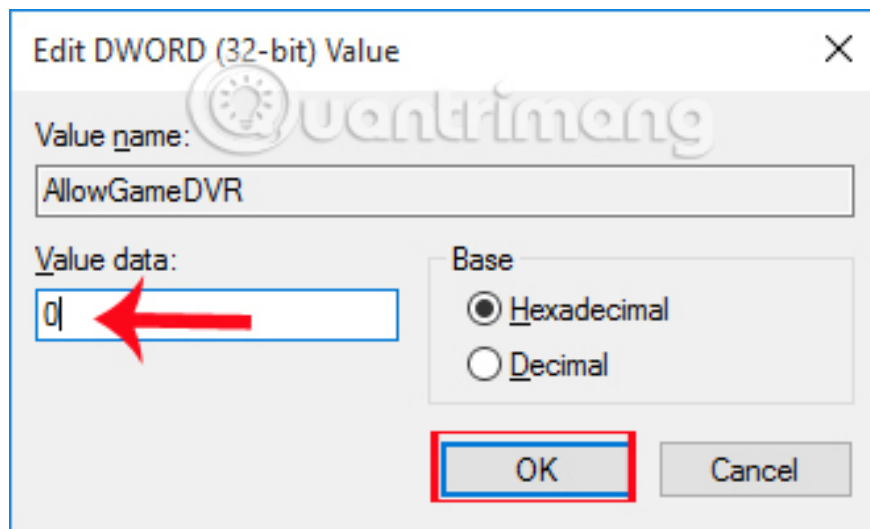 Edit DWORD (32-bit) Value
Quantrimang
Value name:
AllowGameDVR
Value data:
0
Base
Hexadecimal
Decimal
OK
Cancel